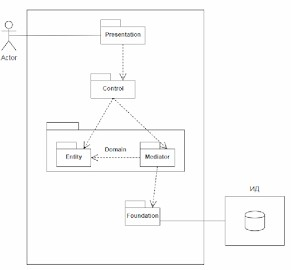 Presentation
Actor
Control
Domain
Entity
Mediator
ИД
Foundation